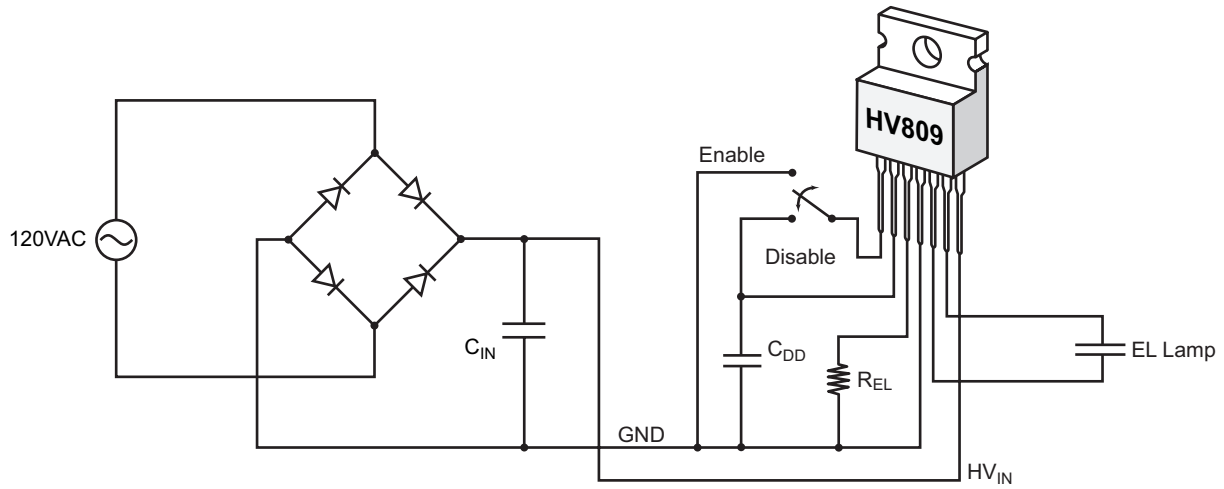 HV809
Enable
120VAC
Disable
C_IN
C_DD
R_EL
EL Lamp
GND
HV_IN